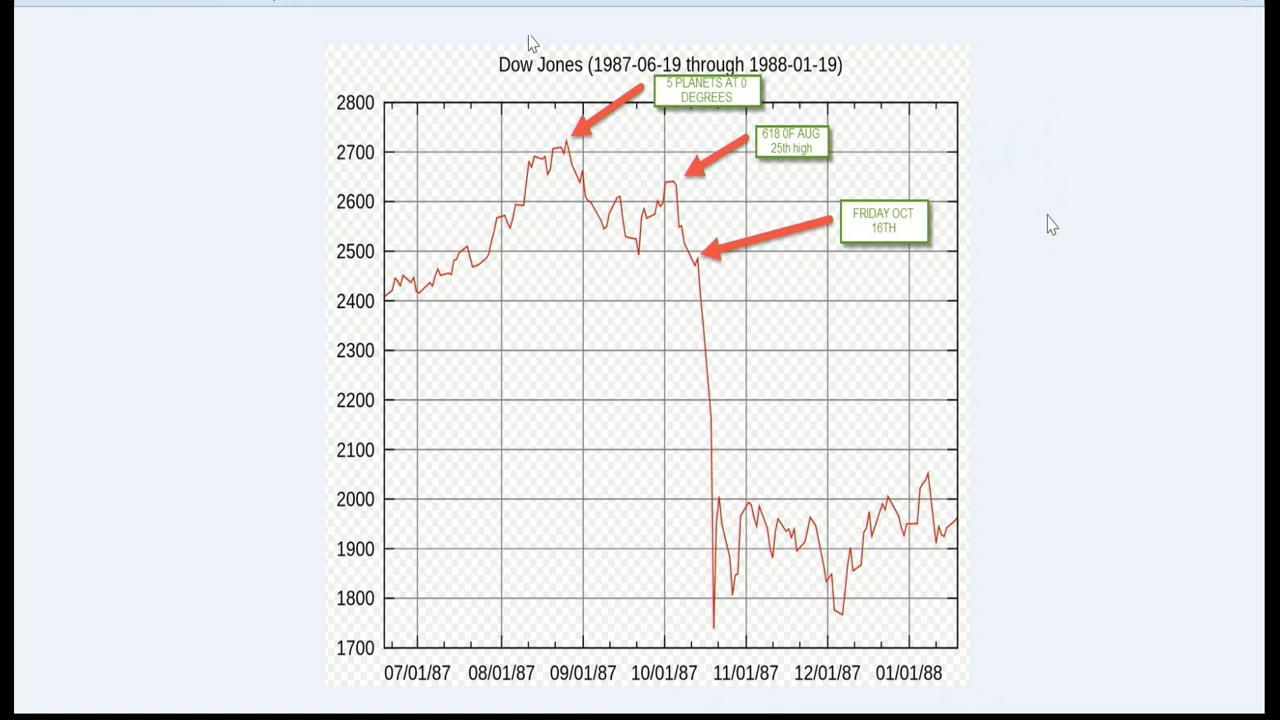 Dow Jones (1987-06-19 through 1988-01-19)
5 PLANETS AT 0
DEGREES
618 0F AUG
25th high
FRIDAY OCT
16TH
2800
2700
2600
2500
2400
2300
2200
2100
2000
1900
1800
1700
07/01/87 08/01/87 09/01/87 10/01/87 11/01/87 12/01/87 01/01/88